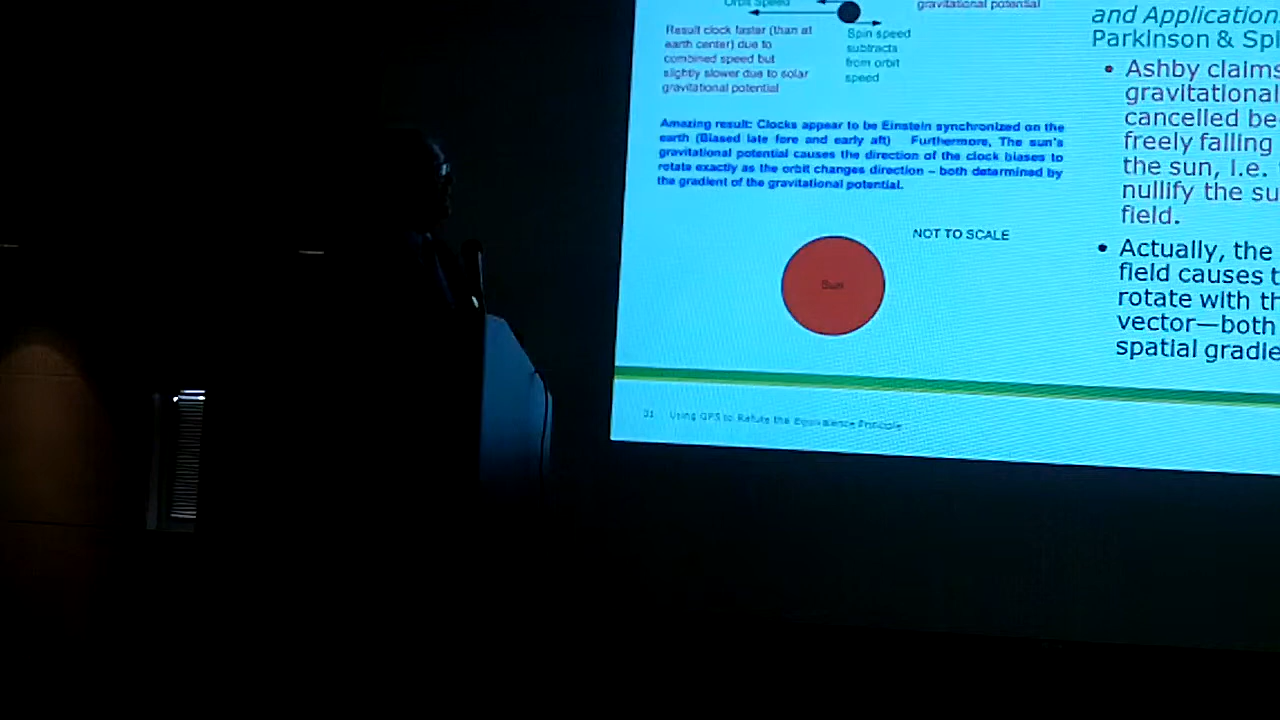 Orbit Speed
gravitational potential
Result clock faster (than at
earth center) due to
combined speed but
slightly slower due to solar
gravitational potential
Spin speed
subtracts
from orbit
speed
Amazing result: Clocks appear to be Einstein synchronized on the
earth (Biased late fore and early aft) Furthermore, The sun's
gravitational potential causes the direction of the clock biases to
rotate exactly as the orbit changes direction – both determined by
the gradient of the gravitational potential.
NOT TO SCALE
Sun
31 Using GPS to Refute the Equivalence Principle
and Application
Parkinson & Spi
• Ashby claims
gravitational
cancelled be
freely falling
the sun, i.e.
nullify the su
field.
• Actually, the
field causes t
rotate with th
vector—both
spatial gradie